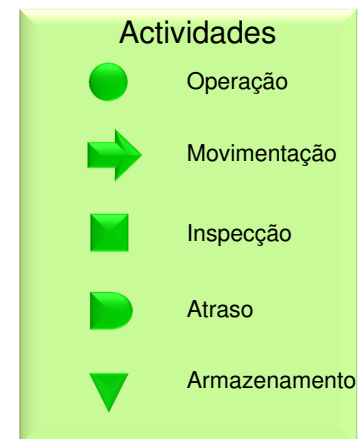 Actividades
Operação
Movimentação
Inspecção
Atraso
Armazenamento